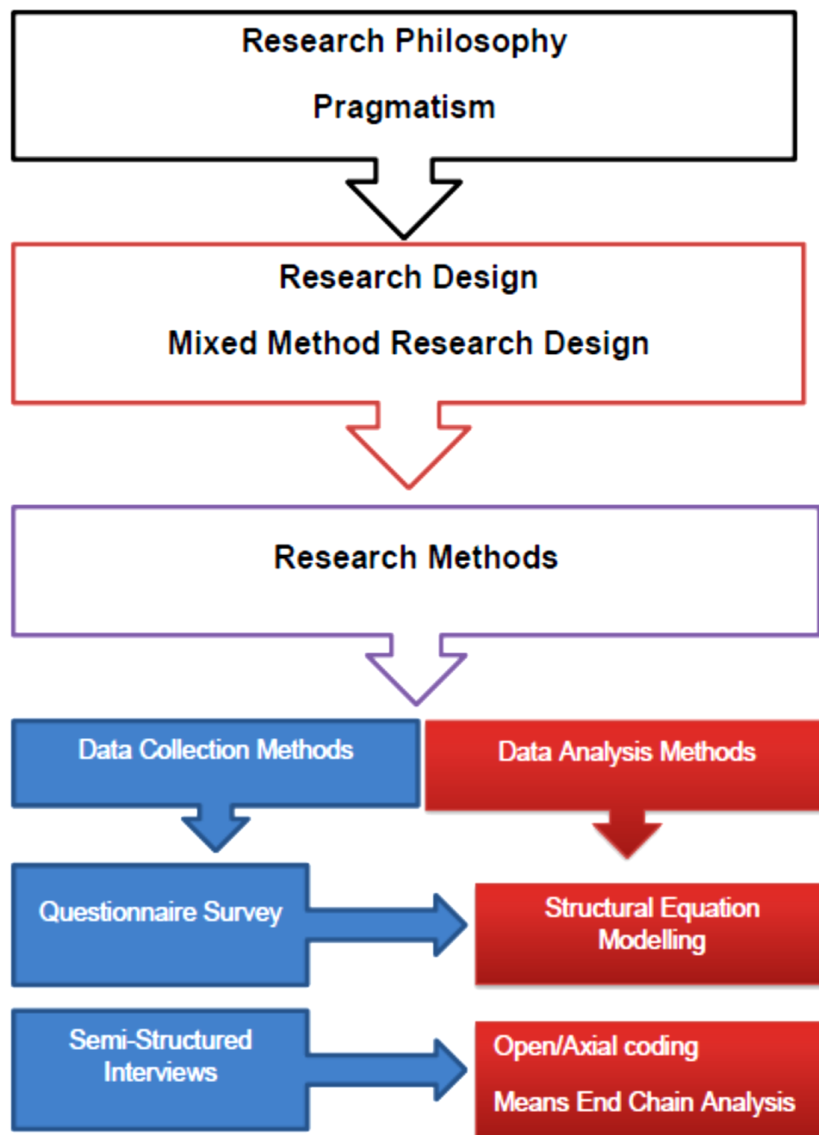 Research Philosophy
Pragmatism
Research Design
Mixed Method Research Design
Research Methods
Data Collection Methods
Data Analysis Methods
Questionnaire Survey
Structural Equation
Modelling
Semi-Structured
Interviews
Open/Axial coding
Means End Chain Analysis